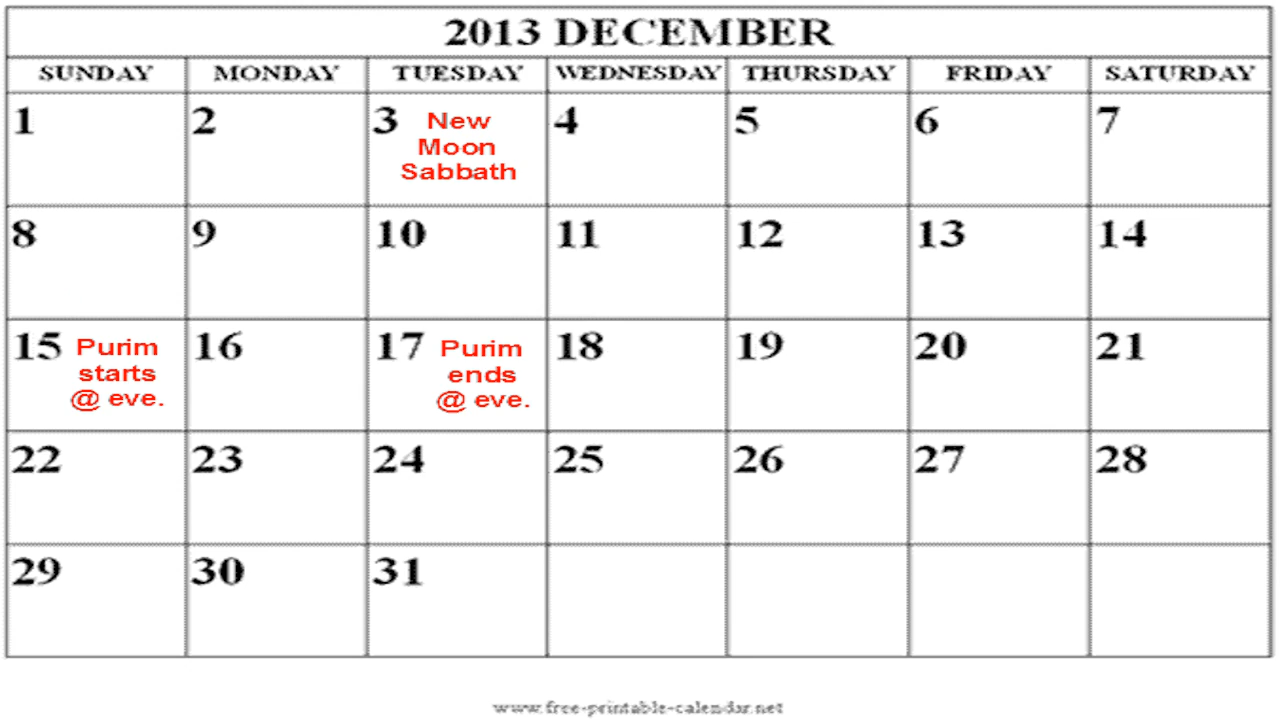 2013 DECEMBER
SUNDAY MONDAY TUESDAY WEDNESDAY THURSDAY FRIDAY SATURDAY
1 2 3 New 4 5 6 7
Moon
Sabbath
8 9 10 11 12 13 14
15 Purim 16 17 Purim 18 19 20 21
starts ends
@ eve. @ eve.
22 23 24 25 26 27 28
29 30 31
www.free-printable-calendar.net